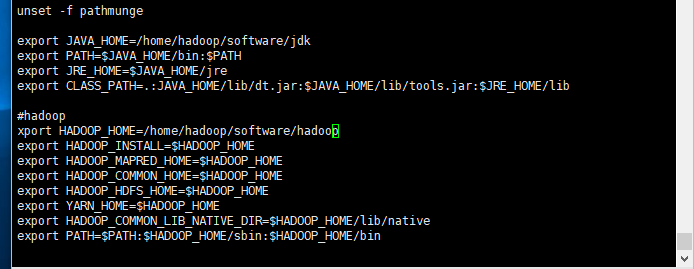 unset -f pathmunge
export JAVA_HOME=/home/hadoop/software/jdk
export PATH=$JAVA_HOME/bin:$PATH
export JRE_HOME=$JAVA_HOME/jre
export CLASS_PATH=.:JAVA_HOME/lib/dt.jar:$JAVA_HOME/lib/tools.jar:$JRE_HOME/lib
#hadoop
xport HADOOP_HOME=/home/hadoop/software/hadoop
export HADOOP_INSTALL=$HADOOP_HOME
export HADOOP_MAPRED_HOME=$HADOOP_HOME
export HADOOP_COMMON_HOME=$HADOOP_HOME
export HADOOP_HDFS_HOME=$HADOOP_HOME
export YARN_HOME=$HADOOP_HOME
export HADOOP_COMMON_LIB_NATIVE_DIR=$HADOOP_HOME/lib/native
export PATH=$PATH:$HADOOP_HOME/sbin:$HADOOP_HOME/bin